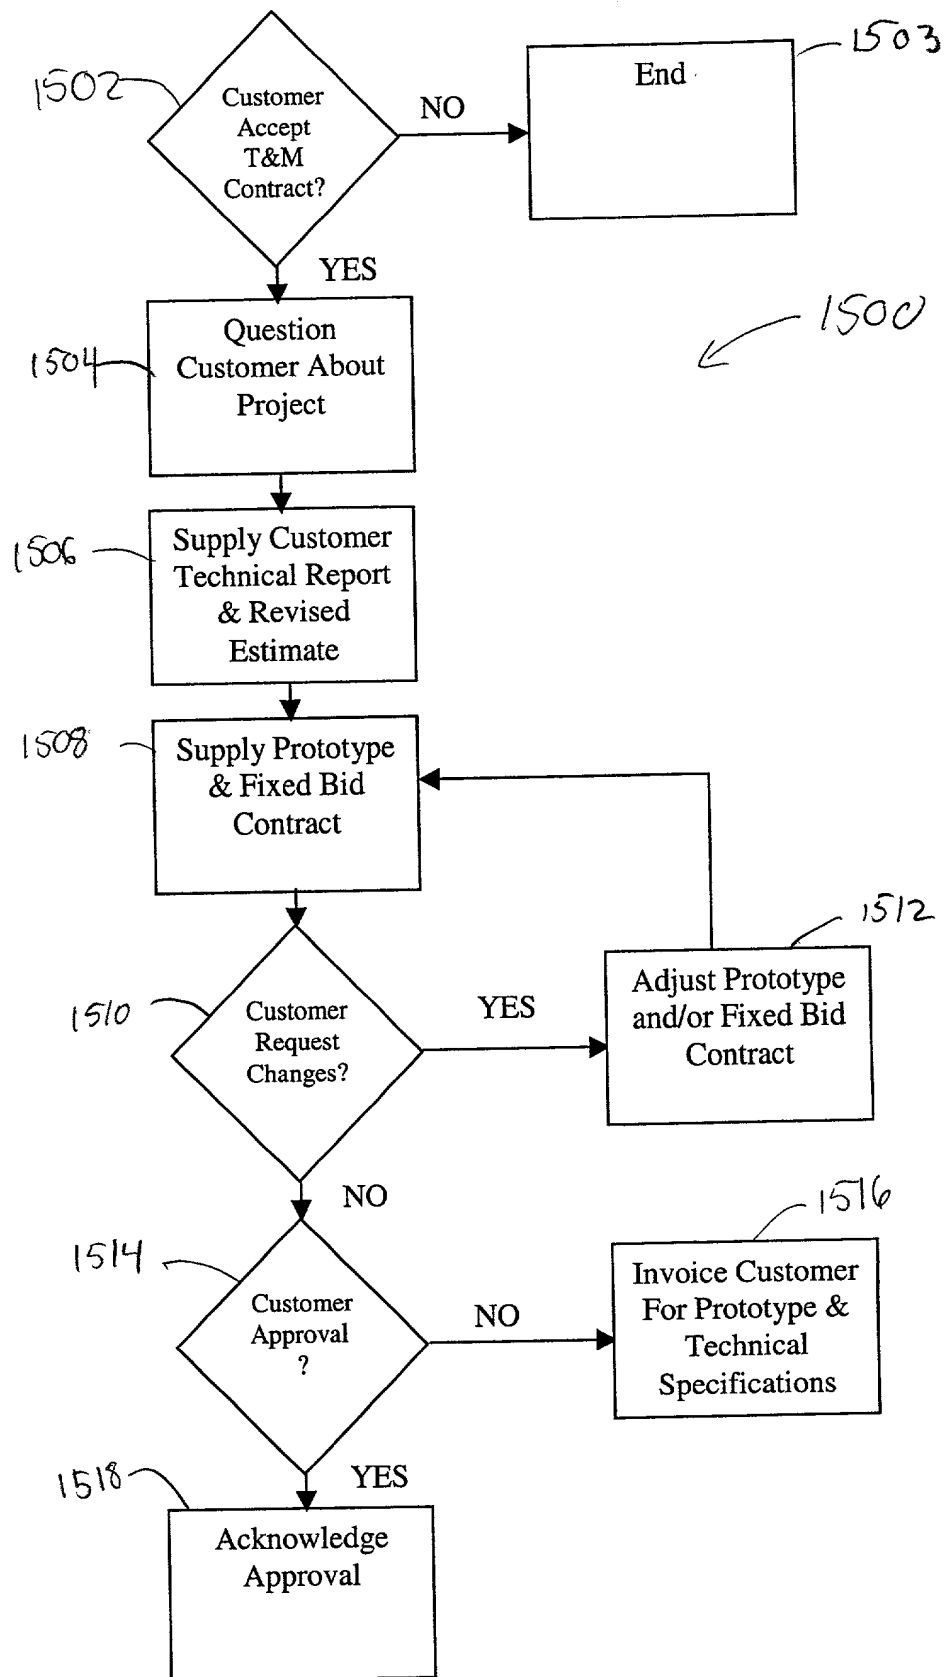 1502
Customer
Accept
T&M
Contract?
NO
End
1503
YES
1500
1504
Question
Customer About
Project
1506
Supply Customer
Technical Report
& Revised
Estimate
1508
Supply Prototype
& Fixed Bid
Contract
1510
Customer
Request
Changes?
YES
1512
Adjust Prototype
and/or Fixed Bid
Contract
NO
1514
Customer
Approval
?
NO
1516
Invoice Customer
For Prototype &
Technical
Specifications
1518
YES
Acknowledge
Approval